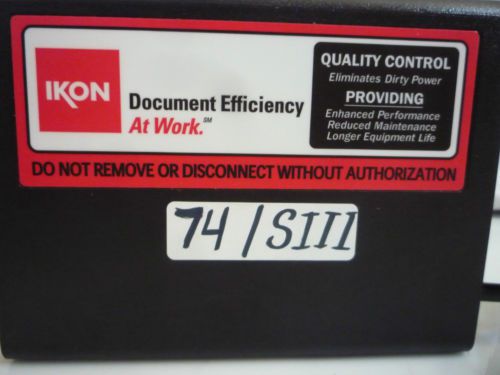 IKON
Document Efficiency
At Work.℠
QUALITY CONTROL
Eliminates Dirty Power
PROVIDING
Enhanced Performance
Reduced Maintenance
Longer Equipment Life
DO NOT REMOVE OR DISCONNECT WITHOUT AUTHORIZATION
74/SIII